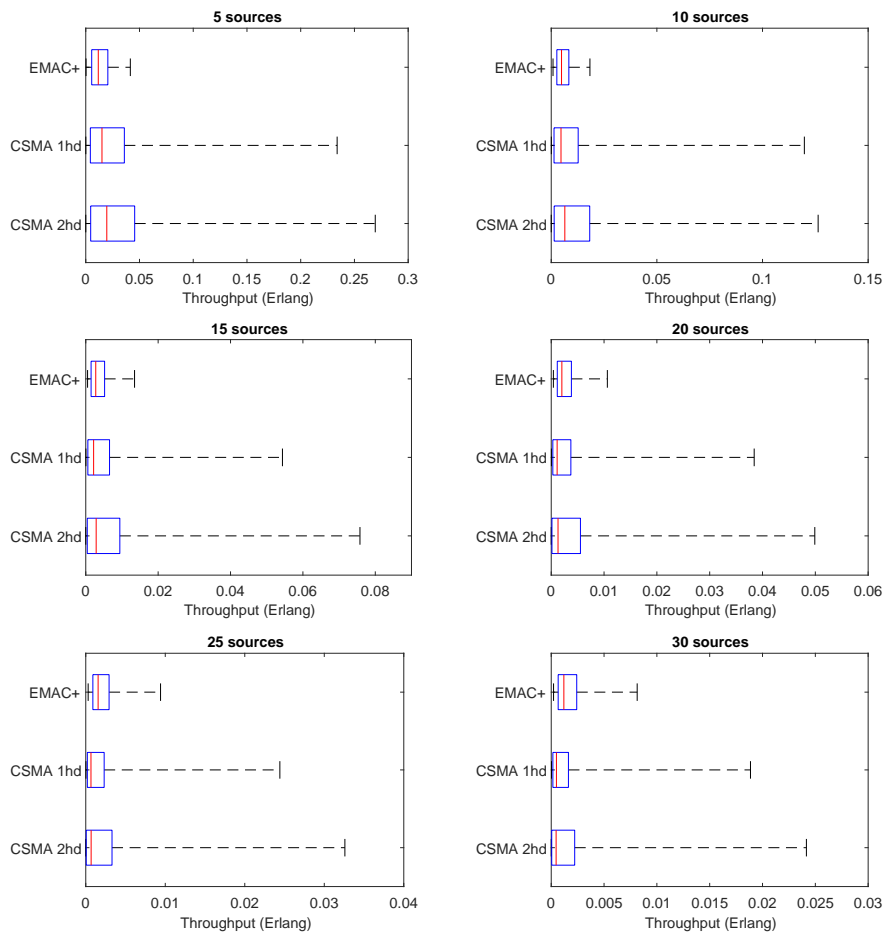 5 sources
EMAC+
CSMA 1hd
CSMA 2hd
0 0.05 0.1 0.15 0.2 0.25 0.3
Throughput (Erlang)
10 sources
EMAC+
CSMA 1hd
CSMA 2hd
0 0.05 0.1 0.15
Throughput (Erlang)
15 sources
EMAC+
CSMA 1hd
CSMA 2hd
0 0.02 0.04 0.06 0.08
Throughput (Erlang)
20 sources
EMAC+
CSMA 1hd
CSMA 2hd
0 0.01 0.02 0.03 0.04 0.05 0.06
Throughput (Erlang)
25 sources
EMAC+
CSMA 1hd
CSMA 2hd
0 0.01 0.02 0.03 0.04
Throughput (Erlang)
30 sources
EMAC+
CSMA 1hd
CSMA 2hd
0 0.005 0.01 0.015 0.02 0.025 0.03
Throughput (Erlang)